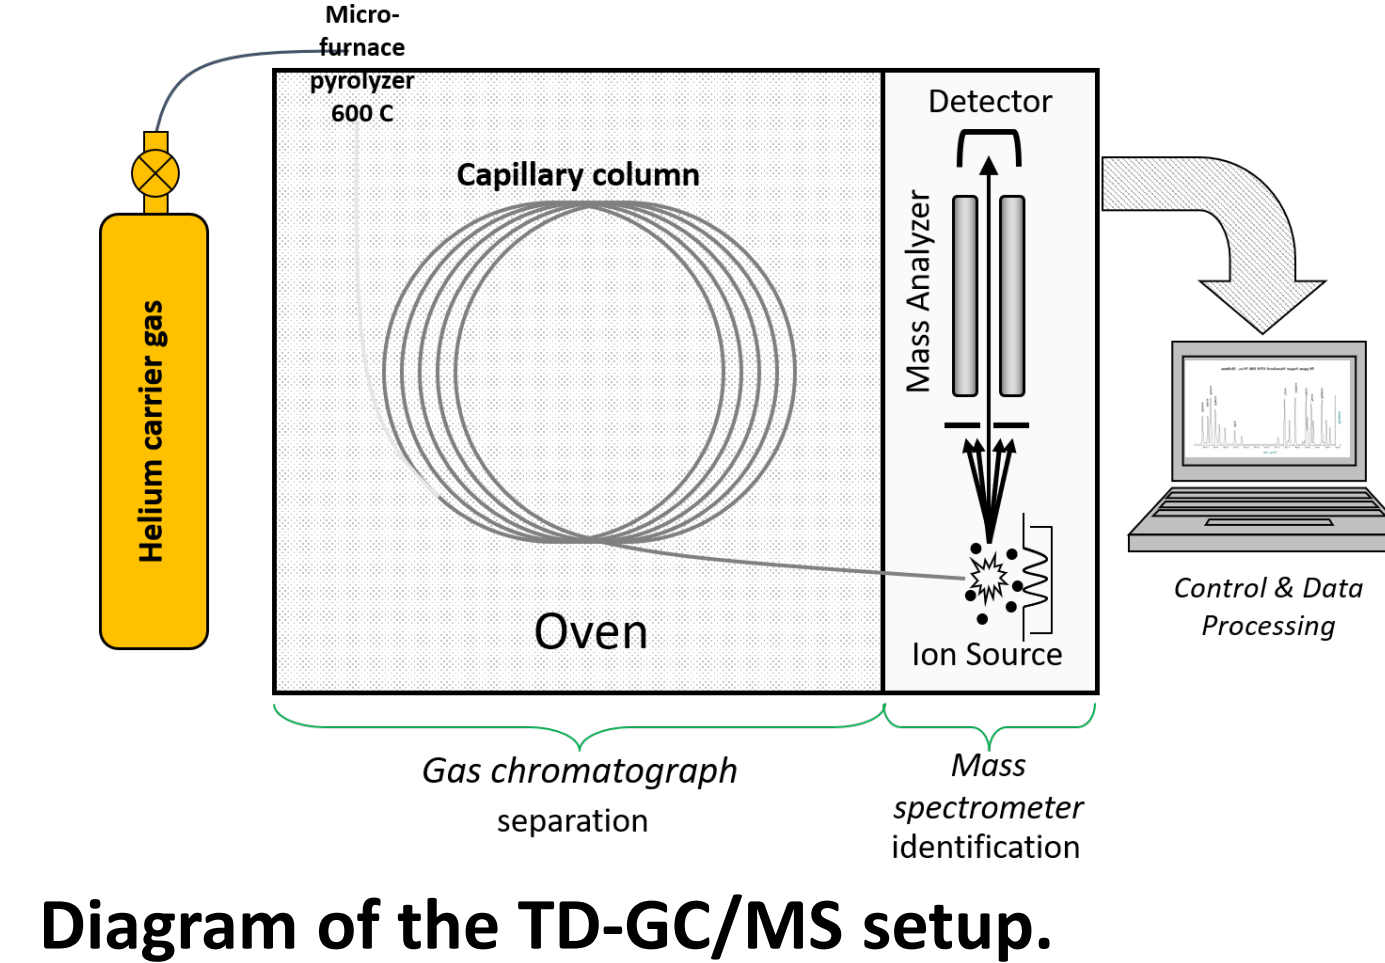 Micro-
furnace
pyrolyzer
600 C
Detector
Capillary column
Mass Analyzer
Helium carrier gas
Oven
Ion Source
Control & Data
Processing
Gas chromatograph
separation
Mass
spectrometer
identification
Diagram of the TD-GC/MS setup.